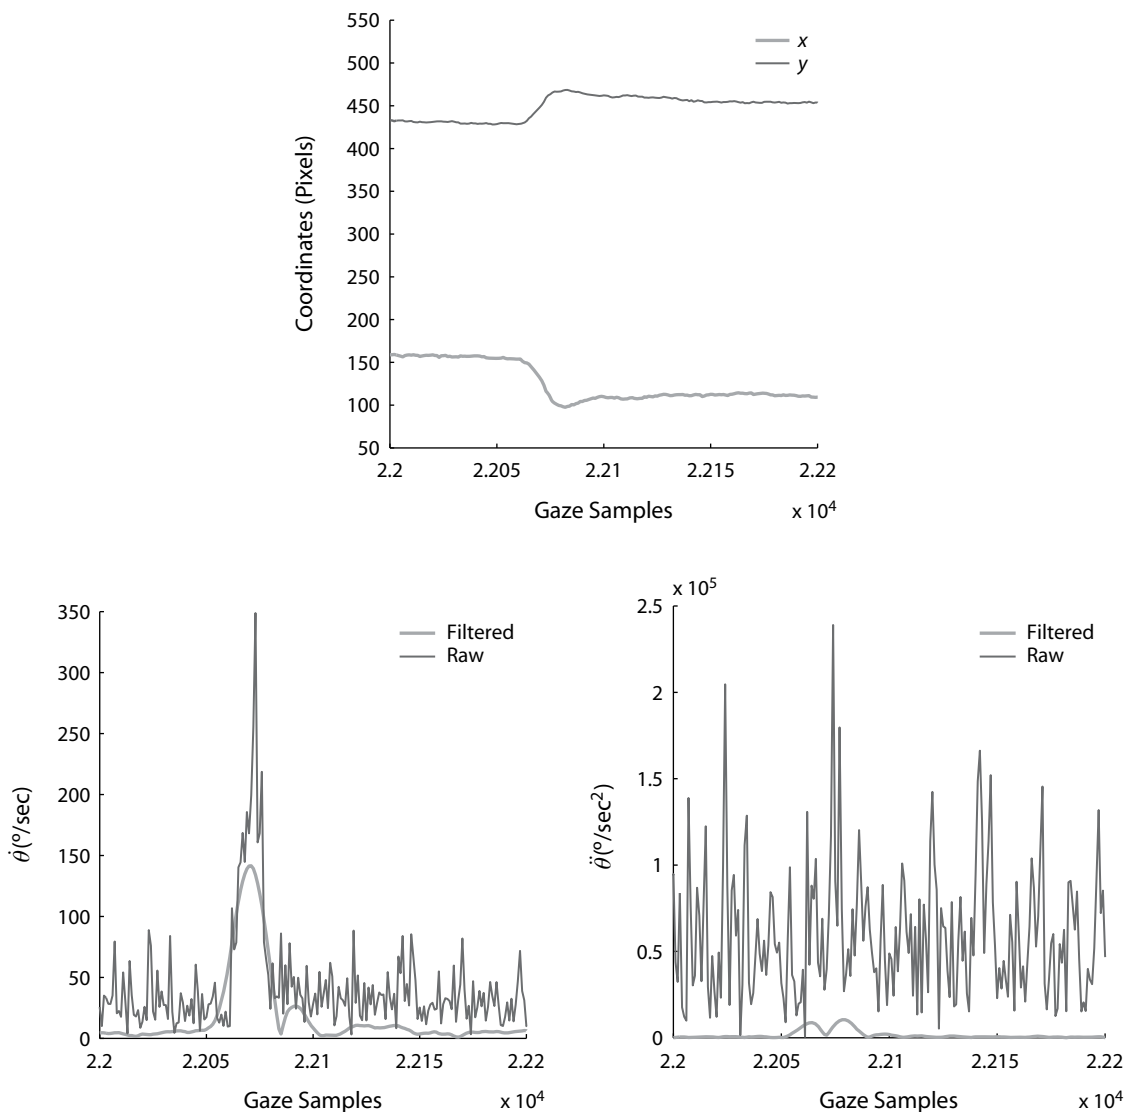 550
500
450
400
350
300
250
200
150
100
50
Coordinates (Pixels)
x
y
2.2 2.205 2.21 2.215 2.22
Gaze Samples x 10⁴
350
300
250
200
150
100
50
0
θ̇(º/sec)
Filtered
Raw
2.2 2.205 2.21 2.215 2.22
Gaze Samples x 10⁴
x 10⁵
2.5
2
1.5
1
0.5
0
θ̈(º/sec²)
Filtered
Raw
2.2 2.205 2.21 2.215 2.22
Gaze Samples x 10⁴